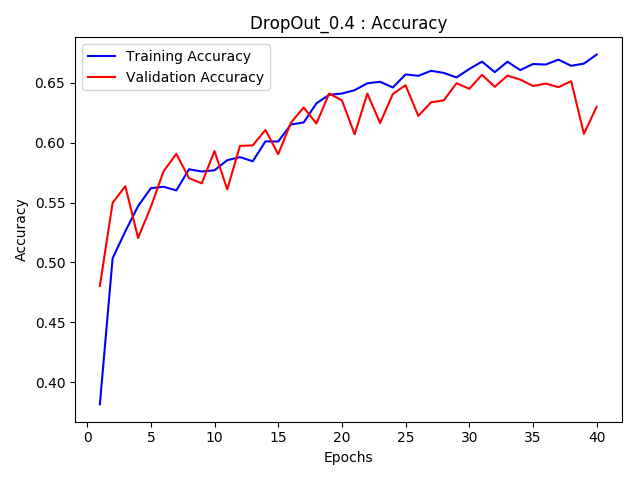 DropOut_0.4 : Accuracy
Training Accuracy
Validation Accuracy
Accuracy
0.65
0.60
0.55
0.50
0.45
0.40
0 5 10 15 20 25 30 35 40
Epochs